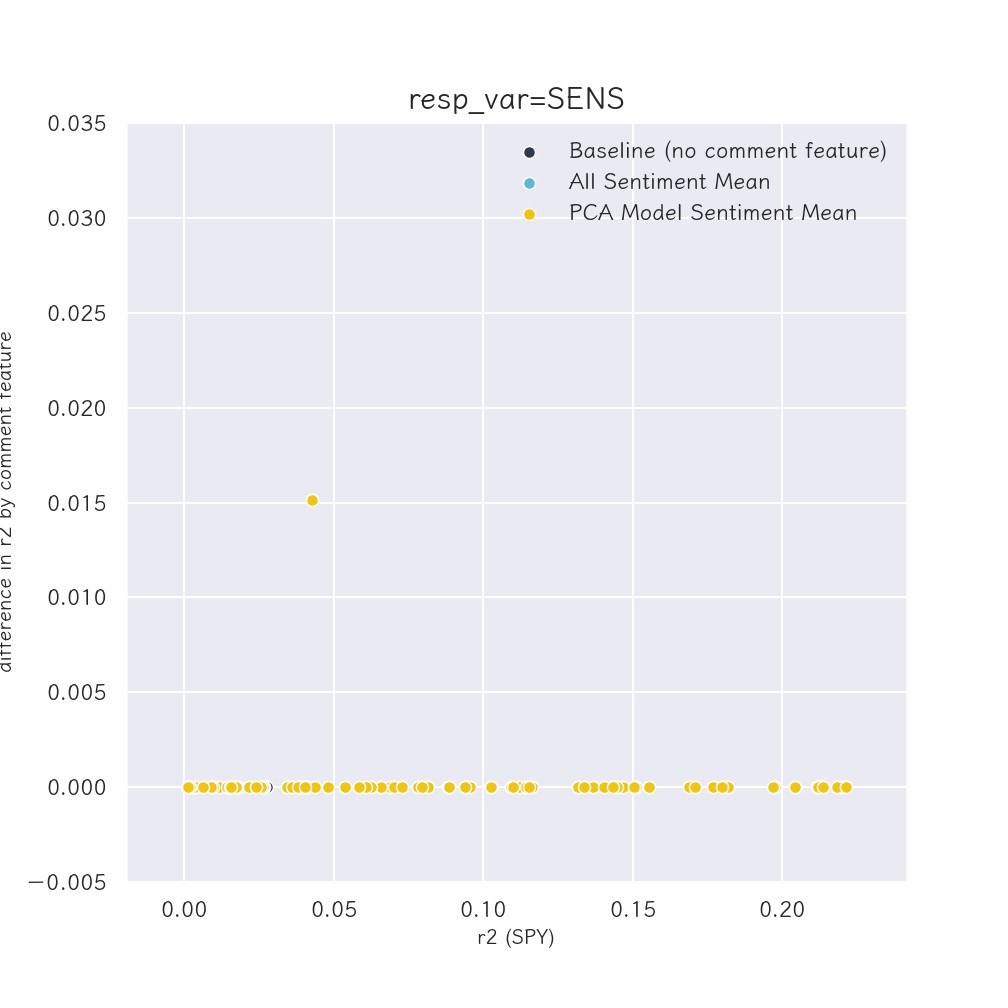 resp_var=SENS
0.035
0.030
0.025
0.020
0.015
0.010
0.005
0.000
−0.005
difference in r2 by comment feature
Baseline (no comment feature)
All Sentiment Mean
PCA Model Sentiment Mean
0.00 0.05 0.10 0.15 0.20
r2 (SPY)